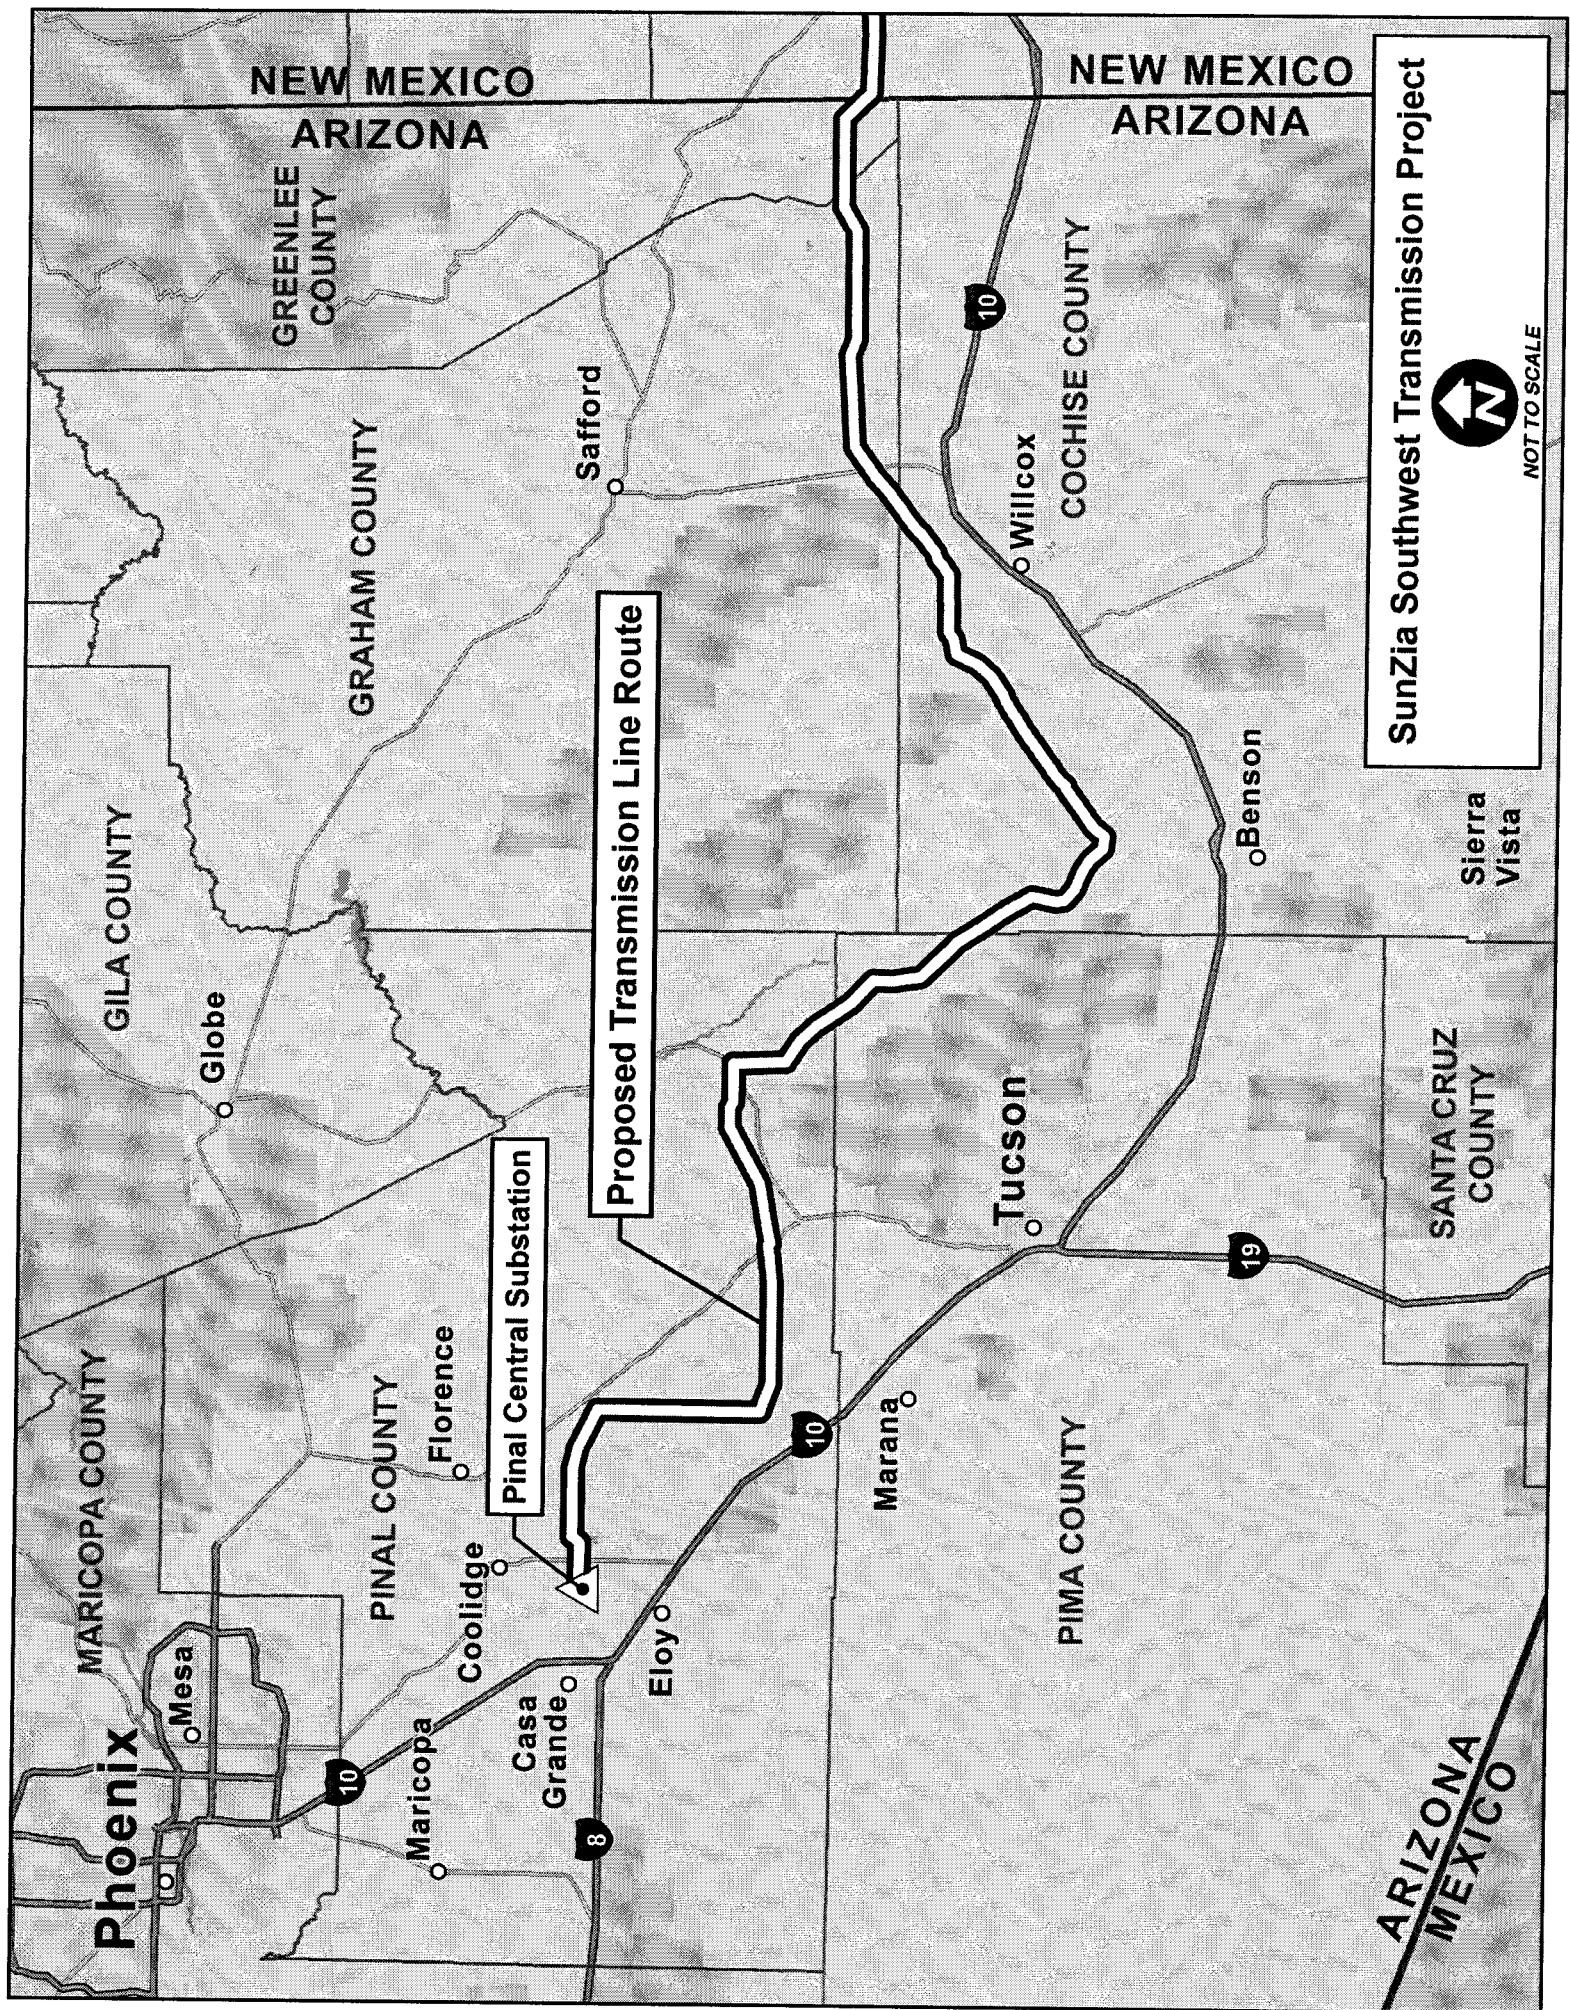 Phoenix
Mesa
MARICOPA COUNTY
Globe
GILA COUNTY
GRAHAM COUNTY
GREENLEE
COUNTY
NEW MEXICO
ARIZONA
10
Maricopa
PINAL COUNTY
Florence
Coolidge
Casa
Grande
8
Eloy
Pinal Central Substation
Proposed Transmission Line Route
Safford
10
Marana
Tucson
PIMA COUNTY
19
Willcox
COCHISE COUNTY
10
NEW MEXICO
ARIZONA
Benson
Sierra
Vista
SANTA CRUZ
COUNTY
ARIZONA
MEXICO
SunZia Southwest Transmission Project
N
NOT TO SCALE